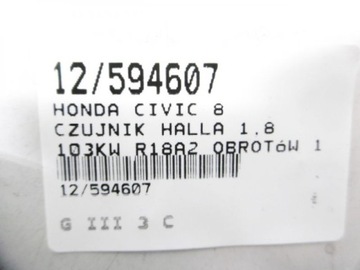 12/594607
HONDA CIVIC 8
CZUJNIK HALLA 1.8
103KW R18A2 OBROTóW 1
12/594607
G III 3 C